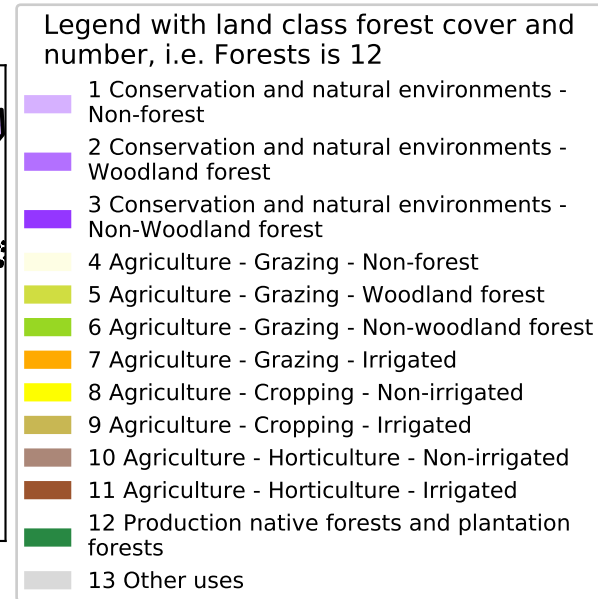 Legend with land class forest cover and
number, i.e. Forests is 12
1 Conservation and natural environments -
Non-forest
2 Conservation and natural environments -
Woodland forest
3 Conservation and natural environments -
Non-Woodland forest
4 Agriculture - Grazing - Non-forest
5 Agriculture - Grazing - Woodland forest
6 Agriculture - Grazing - Non-woodland forest
7 Agriculture - Grazing - Irrigated
8 Agriculture - Cropping - Non-irrigated
9 Agriculture - Cropping - Irrigated
10 Agriculture - Horticulture - Non-irrigated
11 Agriculture - Horticulture - Irrigated
12 Production native forests and plantation
forests
13 Other uses